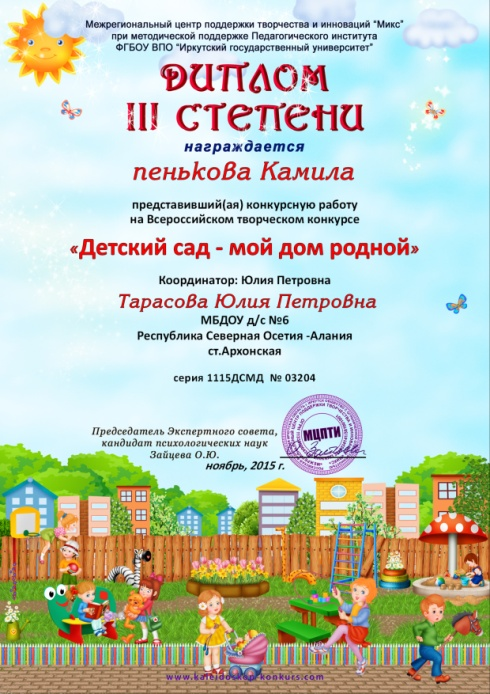 Межрегиональный центр поддержки творчества и инноваций "Микс"
при методической поддержке Педагогического института
ФГБОУ ВПО "Иркутский государственный университет"
ДИПЛОМ
III СТЕПЕНИ
награждается
пенькова Камила
представивший(ая) конкурсную работу
на Всероссийском творческом конкурсе
«Детский сад - мой дом родной»
Координатор: Юлия Петровна
Тарасова Юлия Петровна
МБДОУ д/с №6
Республика Северная Осетия -Алания
ст.Архонская
серия 1115ДСМД № 03204
Председатель Экспертного совета,
кандидат психологических наук
Зайцева О.Ю.
ноябрь, 2015 г.
МЦПТИ
www.kaleidoskop-konkurs.com